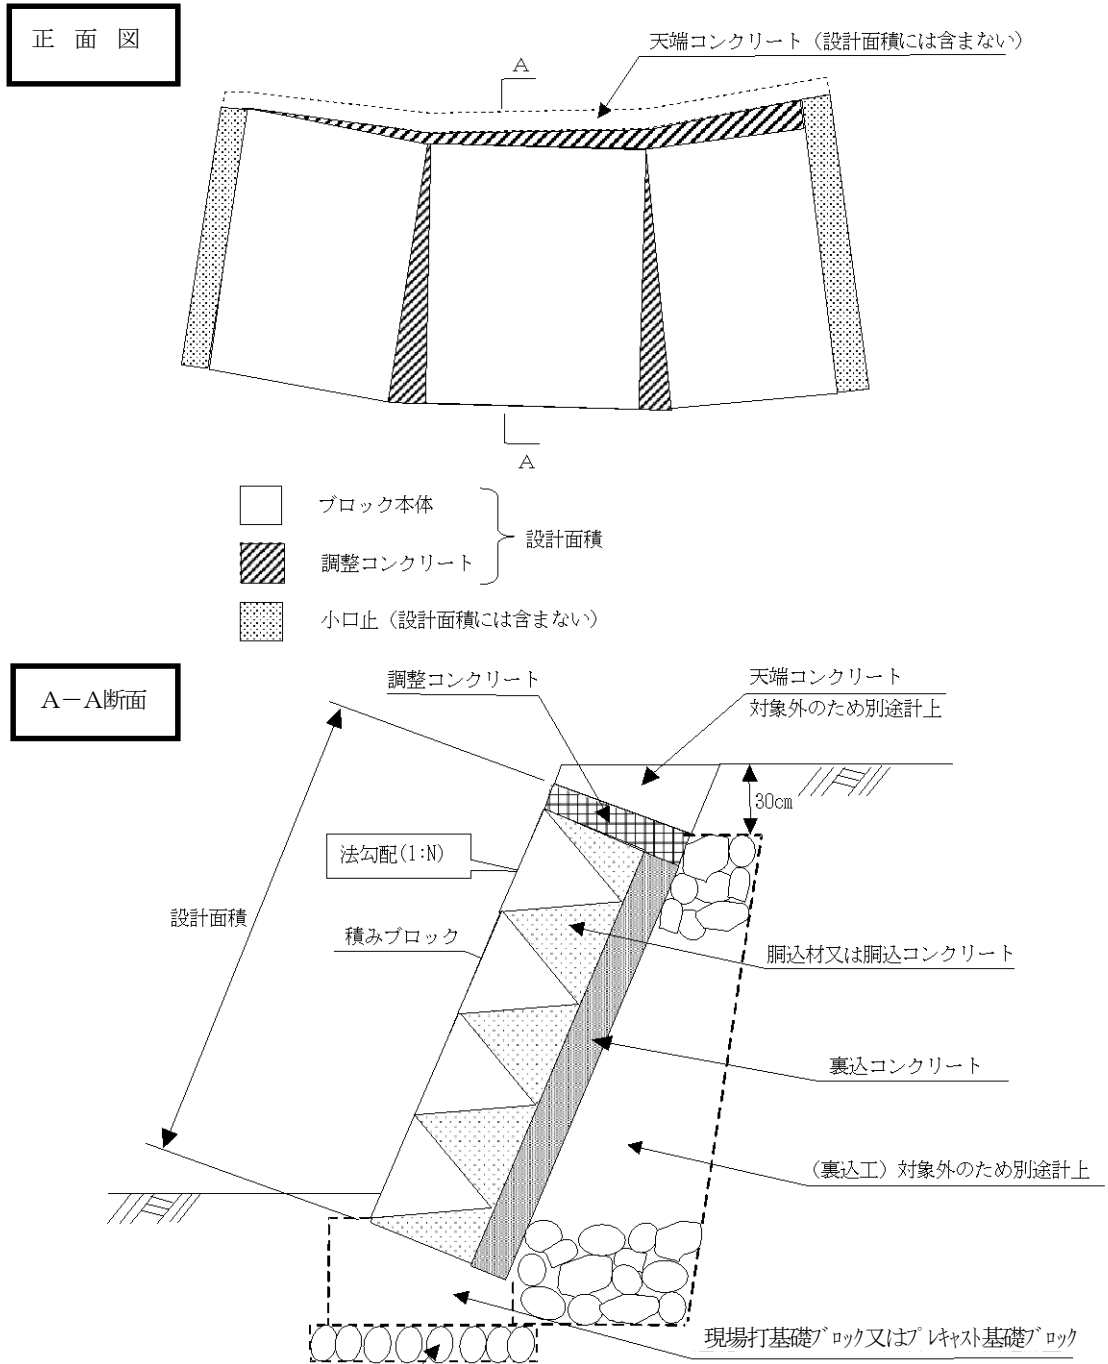 正 面 図
天端コンクリート（設計面積には含まない）
A
A
ブロック本体
調整コンクリート
設計面積
小口止（設計面積には含まない）
A－A断面
調整コンクリート
天端コンクリート
対象外のため別途計上
30cm
法勾配(1:N)
設計面積
積みブロック
胴込材又は胴込コンクリート
裏込コンクリート
（裏込工）対象外のため別途計上
現場打基礎ﾌﾞﾛｯｸ又はﾌﾟﾚｷｬｽﾄ基礎ﾌﾞﾛｯｸ